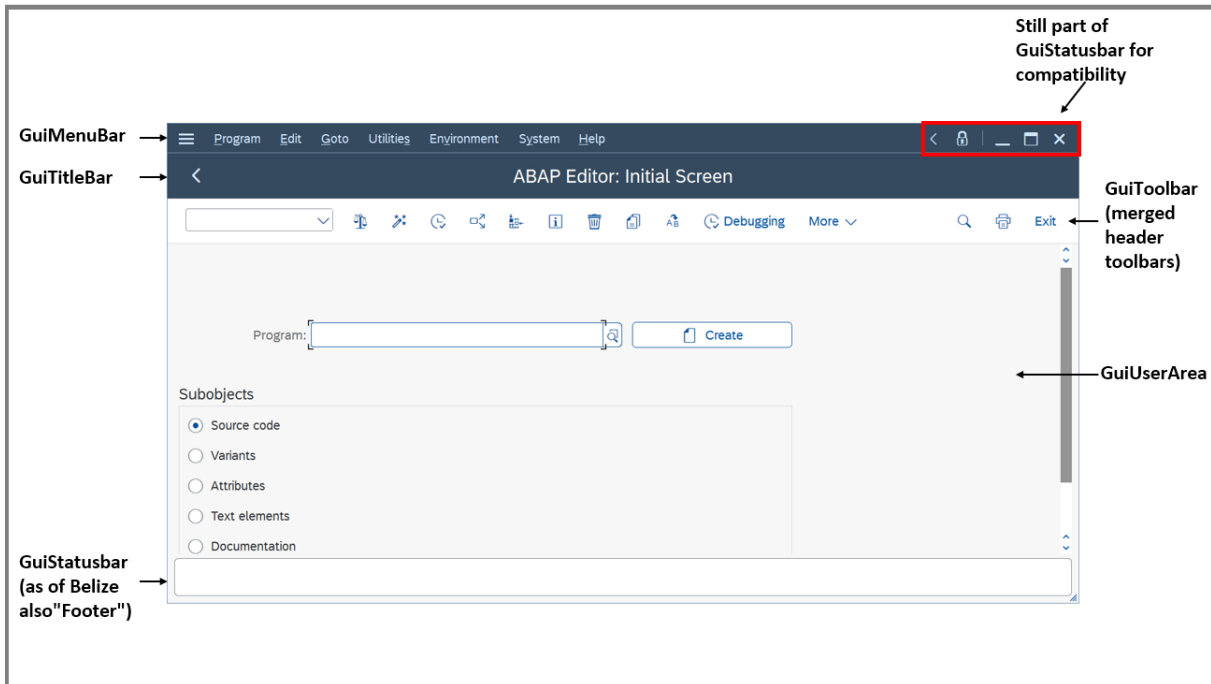 Still part of
GuiStatusbar for
compatibility
GuiMenuBar
Program Edit Goto Utilities Environment System Help
GuiTitleBar
ABAP Editor: Initial Screen
GuiToolbar
(merged
header
toolbars)
Debugging More Exit
Program: Create
GuiUserArea
Subobjects
Source code
Variants
Attributes
Text elements
Documentation
GuiStatusbar
(as of Belize
also"Footer")